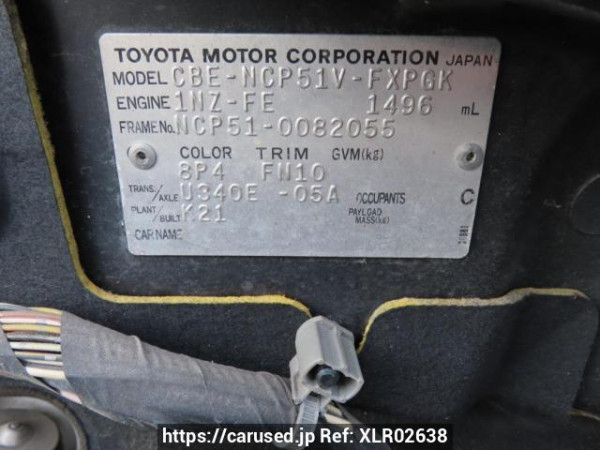 TOYOTA MOTOR CORPORATION JAPAN
MODEL CBE-NCP51V-FXPGK
ENGINE 1NZ-FE 1496 mL
FRAME No. NCP51-0082055
COLOR TRIM GVM(kg)
8P4 FN10
TRANS./AXLE U340E -05A OCCUPANTS C
PLANT/BUILT K21 PAYLOAD MASS(kg)
CAR NAME
https://carused.jp Ref: XLR02638